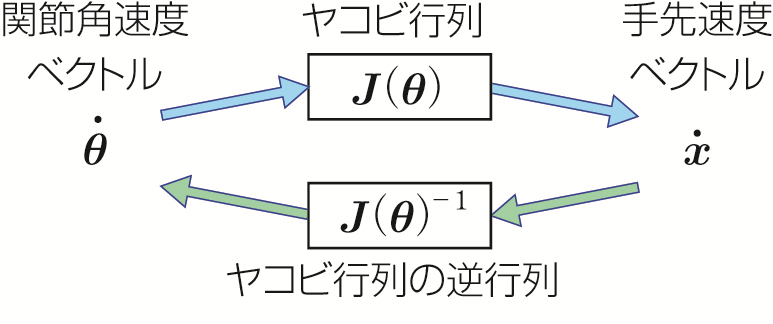 関節角速度
ベクトル
θ̇
ヤコビ行列
J(θ)
手先速度
ベクトル
ẋ
J(θ)⁻¹
ヤコビ行列の逆行列